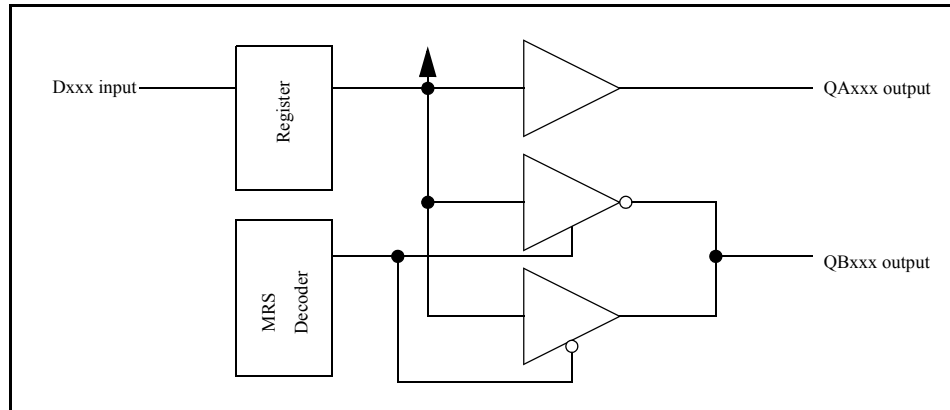 Dxxx input
Register
QAxxx output
MRS
Decoder
QBxxx output